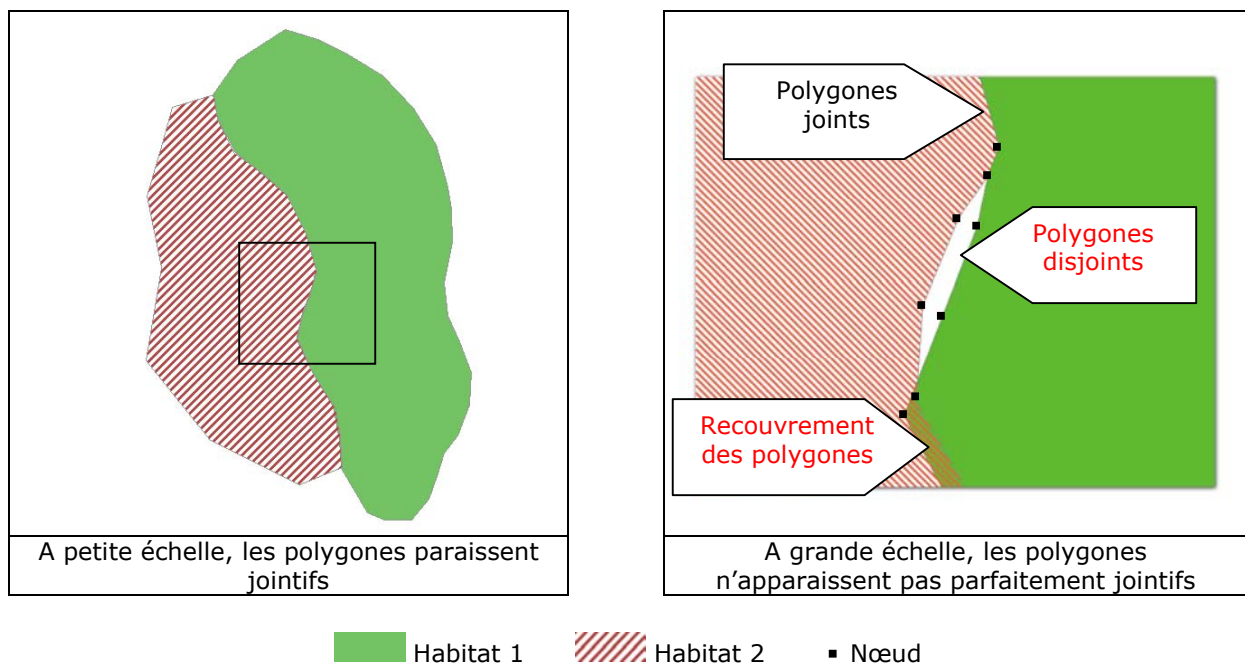 A petite échelle, les polygones paraissent
jointifs
Polygones
joints
Polygones
disjoints
Recouvrement
des polygones
A grande échelle, les polygones
n'apparaissent pas parfaitement jointifs
Habitat 1
Habitat 2
Nœud